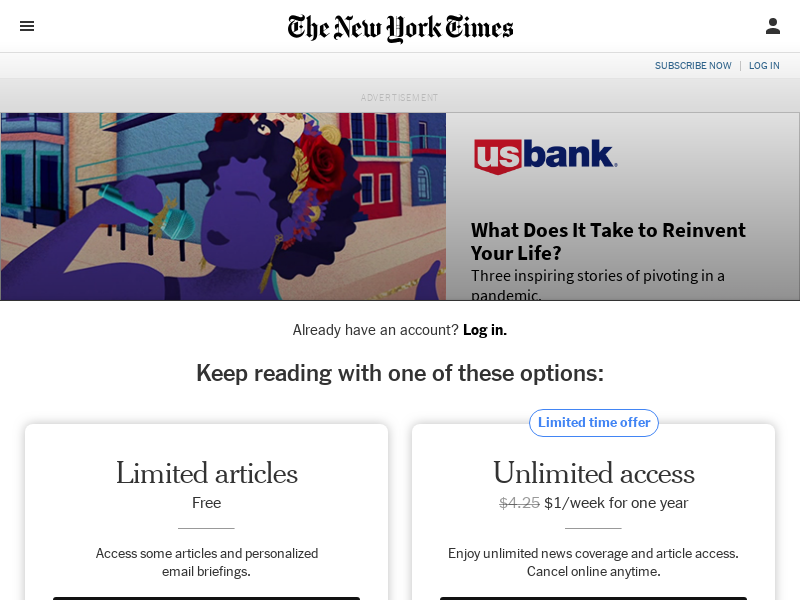 The New York Times
SUBSCRIBE NOW | LOG IN
ADVERTISEMENT
usbank
What Does It Take to Reinvent
Your Life?
Three inspiring stories of pivoting in a
pandemic.
Already have an account? Log in.
Keep reading with one of these options:
Limited articles
Free
Access some articles and personalized
email briefings.
Limited time offer
Unlimited access
$4.25 $1/week for one year
Enjoy unlimited news coverage and article access.
Cancel online anytime.